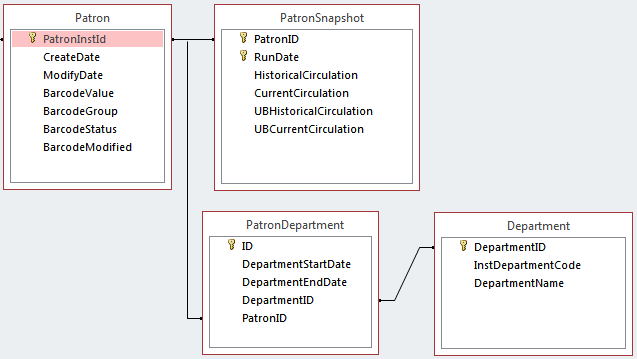 Patron
PatronInstId
CreateDate
ModifyDate
BarcodeValue
BarcodeGroup
BarcodeStatus
BarcodeModified
PatronSnapshot
PatronID
RunDate
HistoricalCirculation
CurrentCirculation
UBHistoricalCirculation
UBCurrentCirculation
PatronDepartment
ID
DepartmentStartDate
DepartmentEndDate
DepartmentID
PatronID
Department
DepartmentID
InstDepartmentCode
DepartmentName